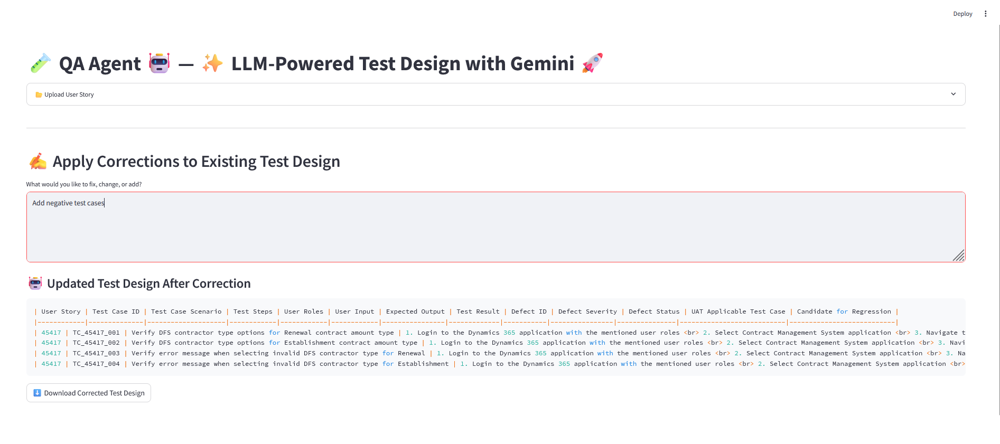 Deploy
QA Agent — LLM-Powered Test Design with Gemini
Upload User Story
Apply Corrections to Existing Test Design
What would you like to fix, change, or add?
Add negative test cases
Updated Test Design After Correction
| User Story | Test Case ID | Test Case Scenario | Test Steps | User Roles | User Input | Expected Output | Test Result | Defect ID | Defect Severity | Defect Status | UAT Applicable Test Case | Candidate for Regression |
|------------|--------------|--------------------|------------|------------|------------|-----------------|-------------|-----------|-----------------|---------------|--------------------------|--------------------------|
| 45417 | TC_45417_001 | Verify DFS contractor type options for Renewal contract amount type | 1. Login to the Dynamics 365 application with the mentioned user roles <br> 2. Select Contract Management System application <br> 3. Navigate t
| 45417 | TC_45417_002 | Verify DFS contractor type options for Establishment contract amount type | 1. Login to the Dynamics 365 application with the mentioned user roles <br> 2. Select Contract Management System application <br> 3. Navi
| 45417 | TC_45417_003 | Verify error message when selecting invalid DFS contractor type for Renewal | 1. Login to the Dynamics 365 application with the mentioned user roles <br> 2. Select Contract Management System application <br> 3. Na
| 45417 | TC_45417_004 | Verify error message when selecting invalid DFS contractor type for Establishment | 1. Login to the Dynamics 365 application with the mentioned user roles <br> 2. Select Contract Management System application <br>
Download Corrected Test Design